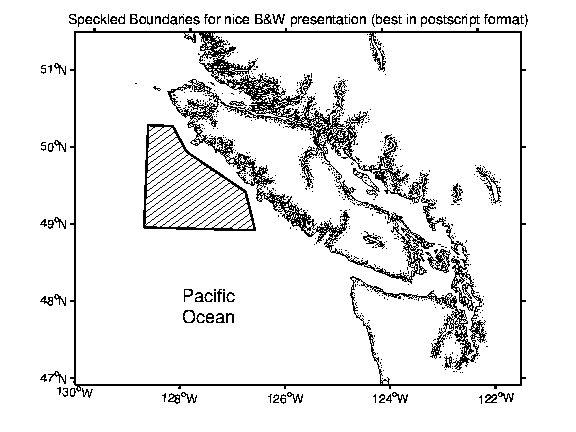 Speckled Boundaries for nice B&W presentation (best in postscript format)
51°N
50°N
49°N
48°N
47°N
Pacific
Ocean
130°W
128°W
126°W
124°W
122°W